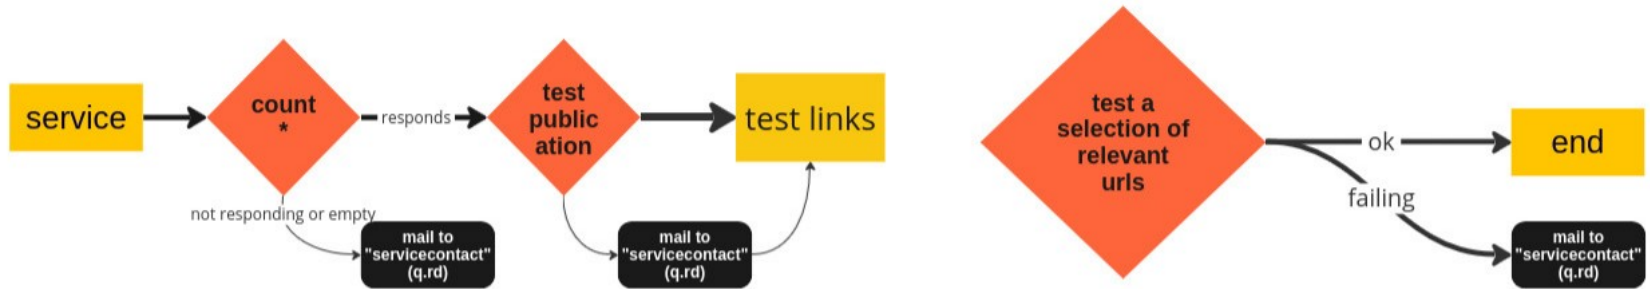 service
count
*
responds
not responding or empty
mail to
"servicecontact"
(q.rd)
test
public
ation
mail to
"servicecontact"
(q.rd)
test links
test a
selection of
relevant
urls
ok
end
failing
mail to
"servicecontact"
(q.rd)